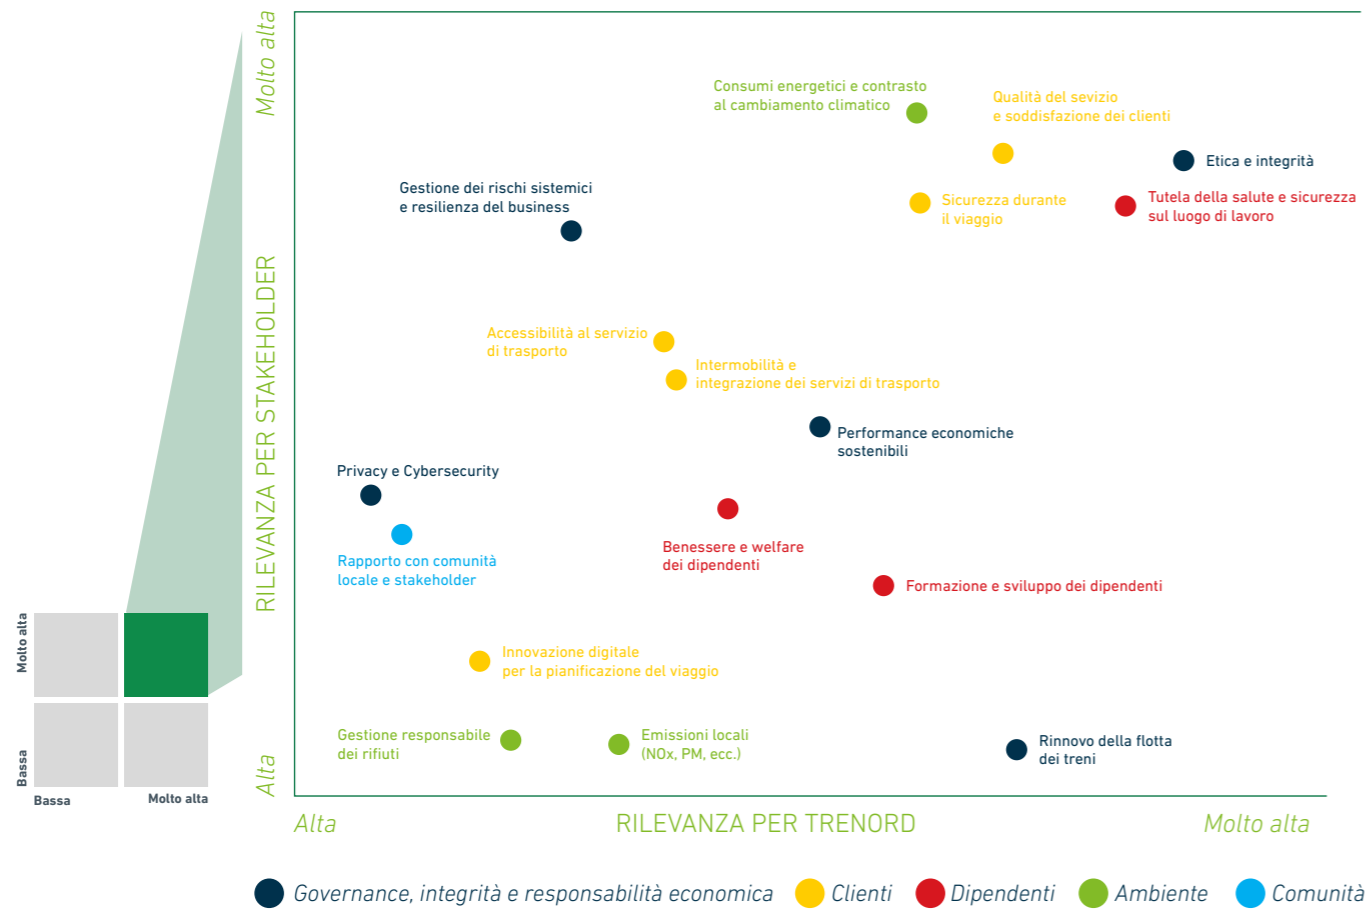 Molto alta
RILEVANZA PER STAKEHOLDER
Alta
Consumi energetici e contrasto
al cambiamento climatico
Qualità del sevizio
e soddisfazione dei clienti
Etica e integrità
Gestione dei rischi sistemici
e resilienza del business
Sicurezza durante
il viaggio
Tutela della salute e sicurezza
sul luogo di lavoro
Accessibilità al servizio
di trasporto
Intermobilità e
integrazione dei servizi di trasporto
Performance economiche
sostenibili
Privacy e Cybersecurity
Rapporto con comunità
locale e stakeholder
Benessere e welfare
dei dipendenti
Formazione e sviluppo dei dipendenti
Innovazione digitale
per la pianificazione del viaggio
Gestione responsabile
dei rifiuti
Emissioni locali
(NOx, PM, ecc.)
Rinnovo della flotta
dei treni
Molto alta
Bassa
Bassa
Molto alta
Alta
RILEVANZA PER TRENORD
Molto alta
Governance, integrità e responsabilità economica
Clienti
Dipendenti
Ambiente
Comunità